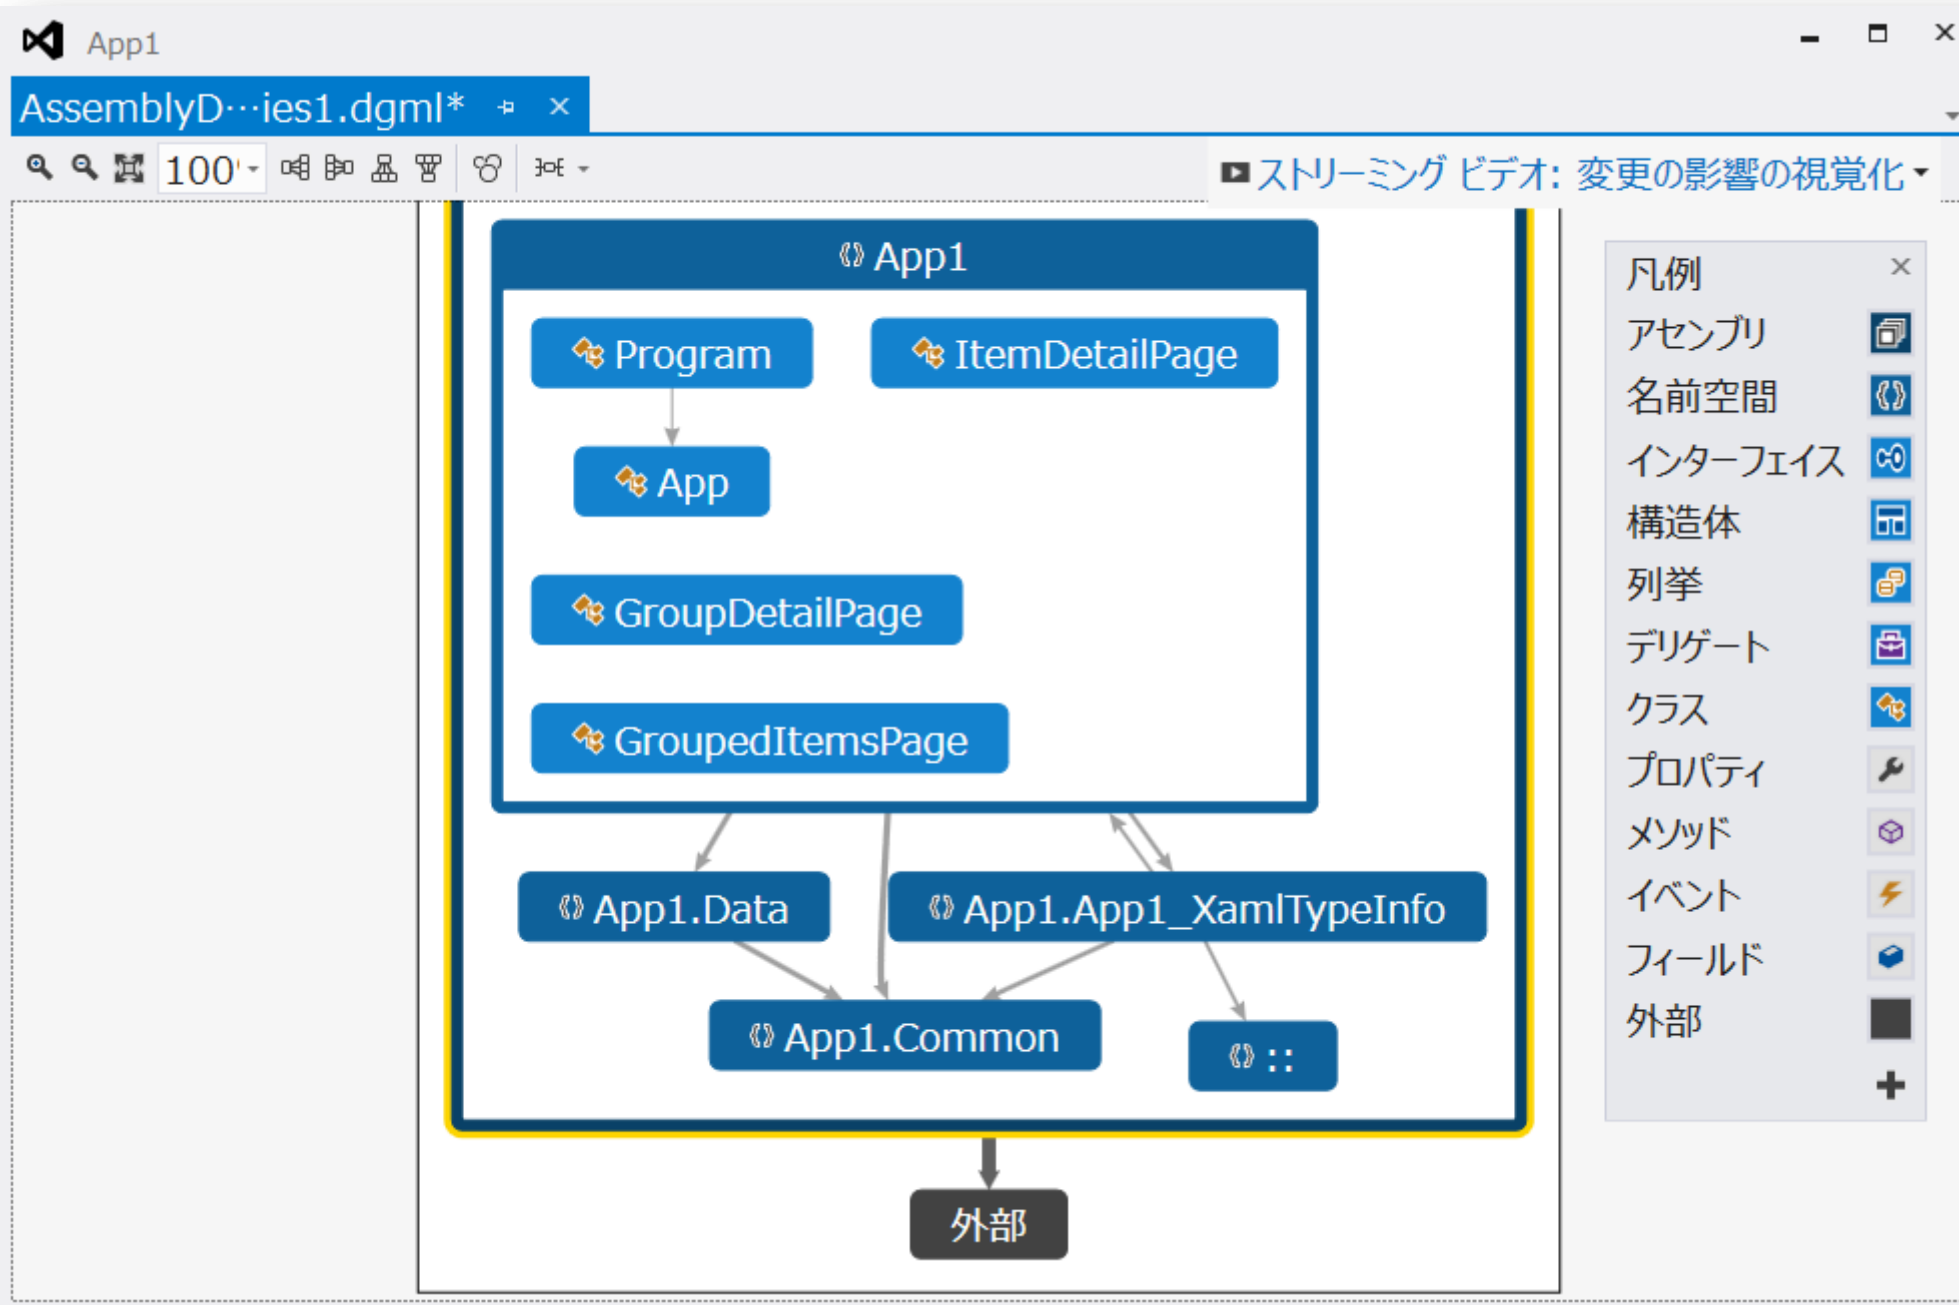 App1
AssemblyD…ies1.dgml*
100%
ストリーミング ビデオ: 変更の影響の視覚化
App1
Program
ItemDetailPage
App
GroupDetailPage
GroupedItemsPage
App1.Data
App1.App1_XamlTypeInfo
App1.Common
::
外部
凡例
アセンブリ
名前空間
インターフェイス
構造体
列挙
デリゲート
クラス
プロパティ
メソッド
イベント
フィールド
外部